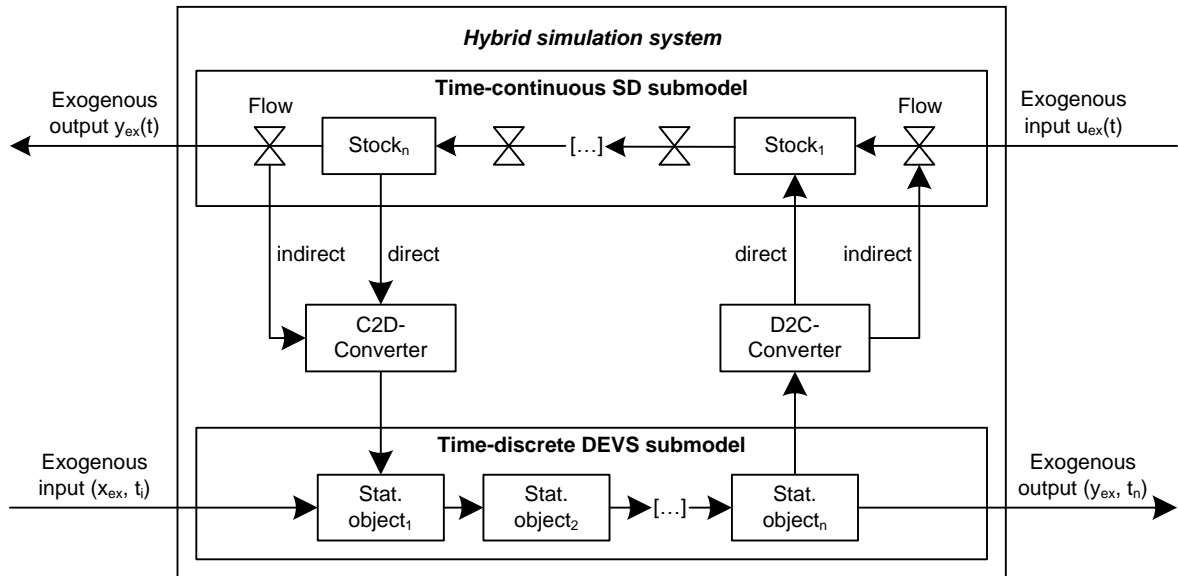 Hybrid simulation system
Time-continuous SD submodel
Exogenous
output yₑₓ(t)
Flow
Stockₙ
[...]
Stock₁
Flow
Exogenous
input uₑₓ(t)
indirect
direct
direct
indirect
C2D-
Converter
D2C-
Converter
Time-discrete DEVS submodel
Exogenous
input (xₑₓ, tᵢ)
Stat.
object₁
Stat.
object₂
[...]
Stat.
objectₙ
Exogenous
output (yₑₓ, tₙ)